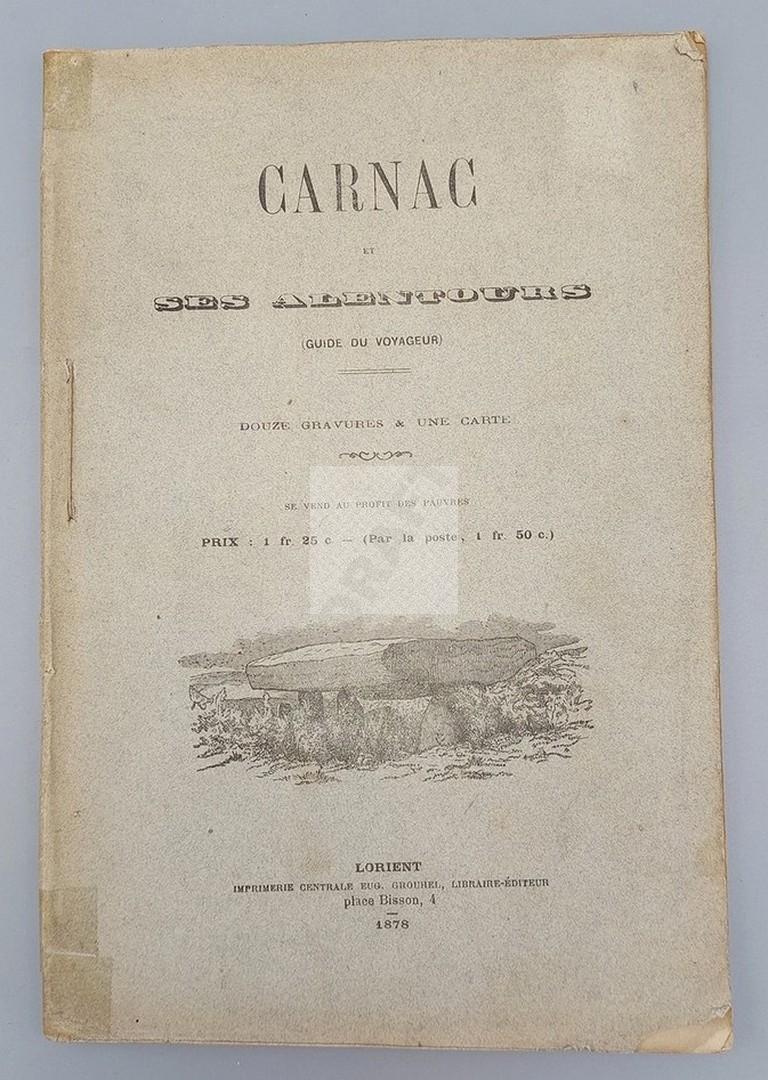 CARNAC
ET
SES ALENTOURS
(GUIDE DU VOYAGEUR)
DOUZE GRAVURES & UNE CARTE
SE VEND AU PROFIT DES PAUVRES
PRIX : 1 fr. 25 c. — (Par la poste, 1 fr. 50 c.)
LORIENT
IMPRIMERIE CENTRALE EUG. GROUHEL, LIBRAIRE-ÉDITEUR
place Bisson, 4
1878